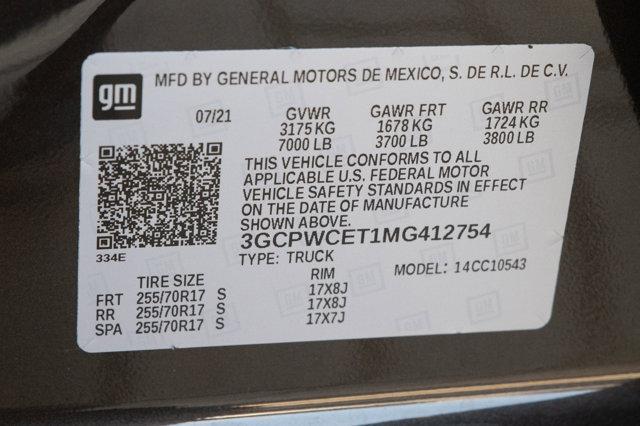 gm MFD BY GENERAL MOTORS DE MEXICO, S. DE R.L. DE C.V.
07/21 GVWR GAWR FRT GAWR RR
3175 KG 1678 KG 1724 KG
7000 LB 3700 LB 3800 LB
THIS VEHICLE CONFORMS TO ALL
APPLICABLE U.S. FEDERAL MOTOR
VEHICLE SAFETY STANDARDS IN EFFECT
ON THE DATE OF MANUFACTURE
SHOWN ABOVE.
3GCPWCET1MG412754
334E
TYPE: TRUCK MODEL: 14CC10543
TIRE SIZE RIM
FRT 255/70R17 S 17X8J
RR 255/70R17 S 17X8J
SPA 255/70R17 S 17X7J